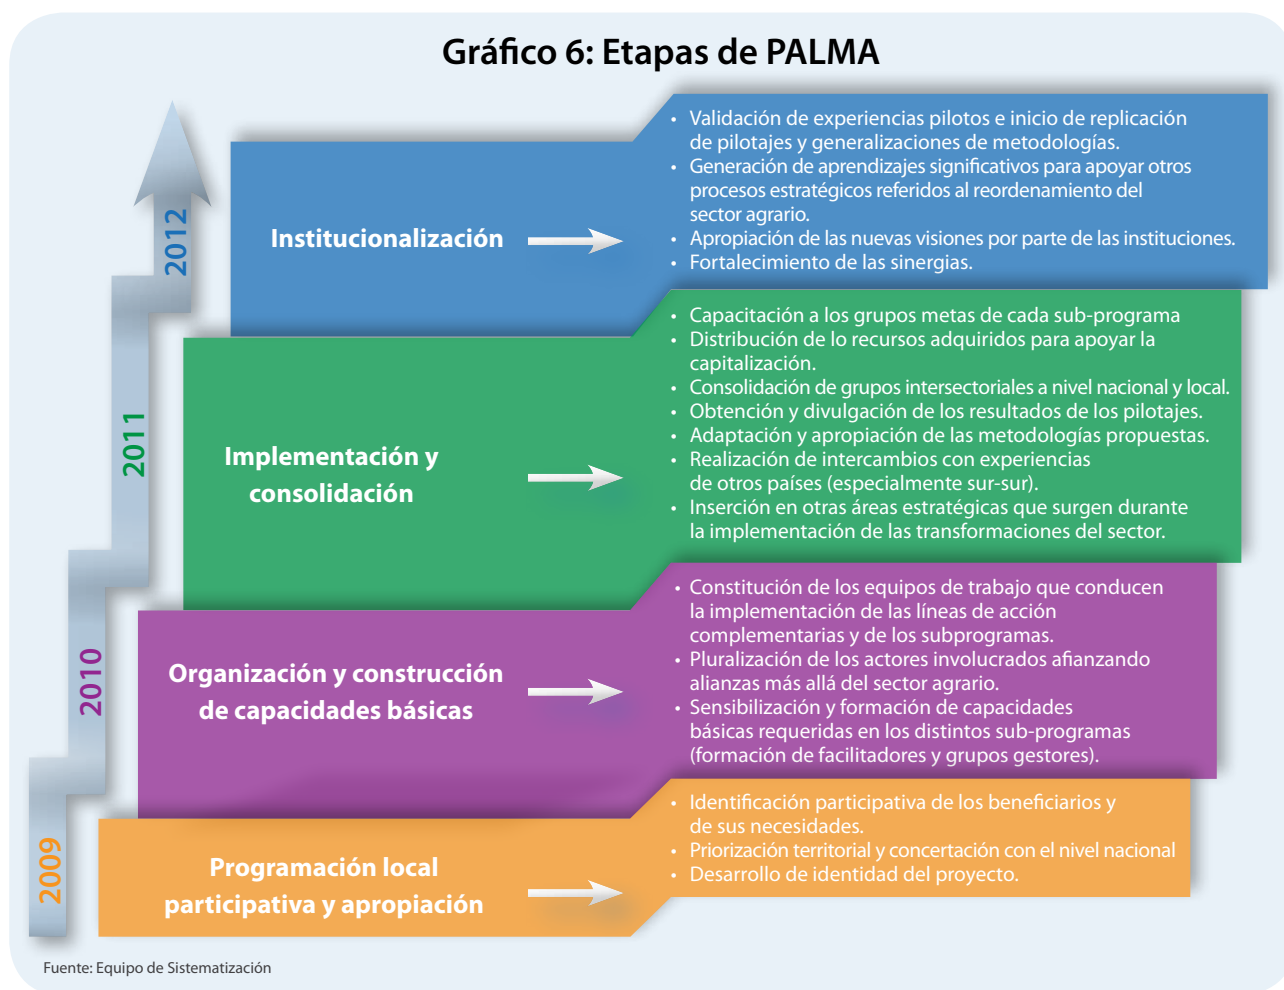 Gráfico 6: Etapas de PALMA
2012
Institucionalización
• Validación de experiencias pilotos e inicio de replicación
de pilotajes y generalizaciones de metodologías.
• Generación de aprendizajes significativos para apoyar otros
procesos estratégicos referidos al reordenamiento del
sector agrario.
• Apropiación de las nuevas visiones por parte de las instituciones.
• Fortalecimiento de las sinergias.
2011
Implementación y
consolidación
• Capacitación a los grupos metas de cada sub-programa
• Distribución de lo recursos adquiridos para apoyar la
capitalización.
• Consolidación de grupos intersectoriales a nivel nacional y local.
• Obtención y divulgación de los resultados de los pilotajes.
• Adaptación y apropiación de las metodologías propuestas.
• Realización de intercambios con experiencias
de otros países (especialmente sur-sur).
• Inserción en otras áreas estratégicas que surgen durante
la implementación de las transformaciones del sector.
2010
Organización y construcción
de capacidades básicas
• Constitución de los equipos de trabajo que conducen
la implementación de las líneas de acción
complementarias y de los subprogramas.
• Pluralización de los actores involucrados afianzando
alianzas más allá del sector agrario.
• Sensibilización y formación de capacidades
básicas requeridas en los distintos sub-programas
(formación de facilitadores y grupos gestores).
2009
Programación local
participativa y apropiación
• Identificación participativa de los beneficiarios y
de sus necesidades.
• Priorización territorial y concertación con el nivel nacional
• Desarrollo de identidad del proyecto.
Fuente: Equipo de Sistematización